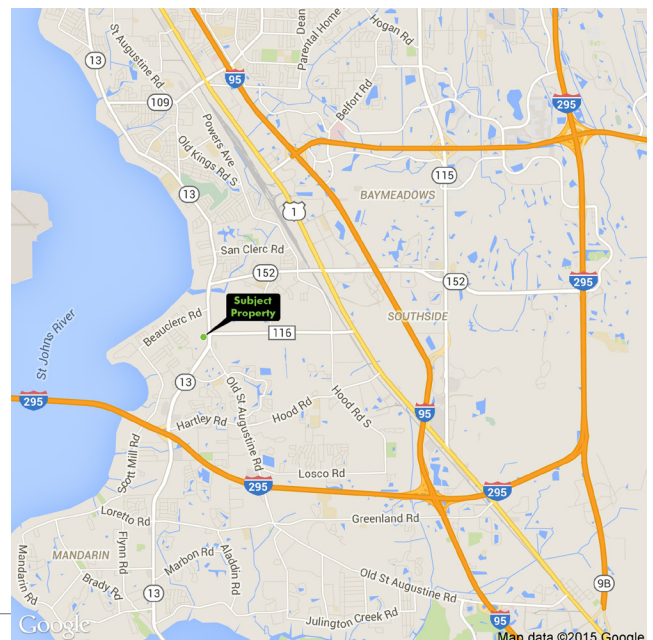 St Augustine Rd
13
Dean
Parental Home
Hogan Rd
95
Belfort Rd
109
295
Powers Ave
Old Kings Rd S
115
13
BAYMEADOWS
1
San Clerc Rd
152
152
295
Subject
Property
Beauclerc Rd
SOUTHSIDE
116
St Johns River
13
295
Old St Augustine Rd
Hood Rd
Hood Rd S
95
Hartley Rd
Scott Mill Rd
Losco Rd
295
295
Loretto Rd
Greenland Rd
Flynn Rd
MANDARIN
Marbon Rd
Aladdin Rd
Mandarin Rd
Brady Rd
13
Old St Augustine Rd
9B
Julington Creek Rd
95
Google
Map data ©2015 Google